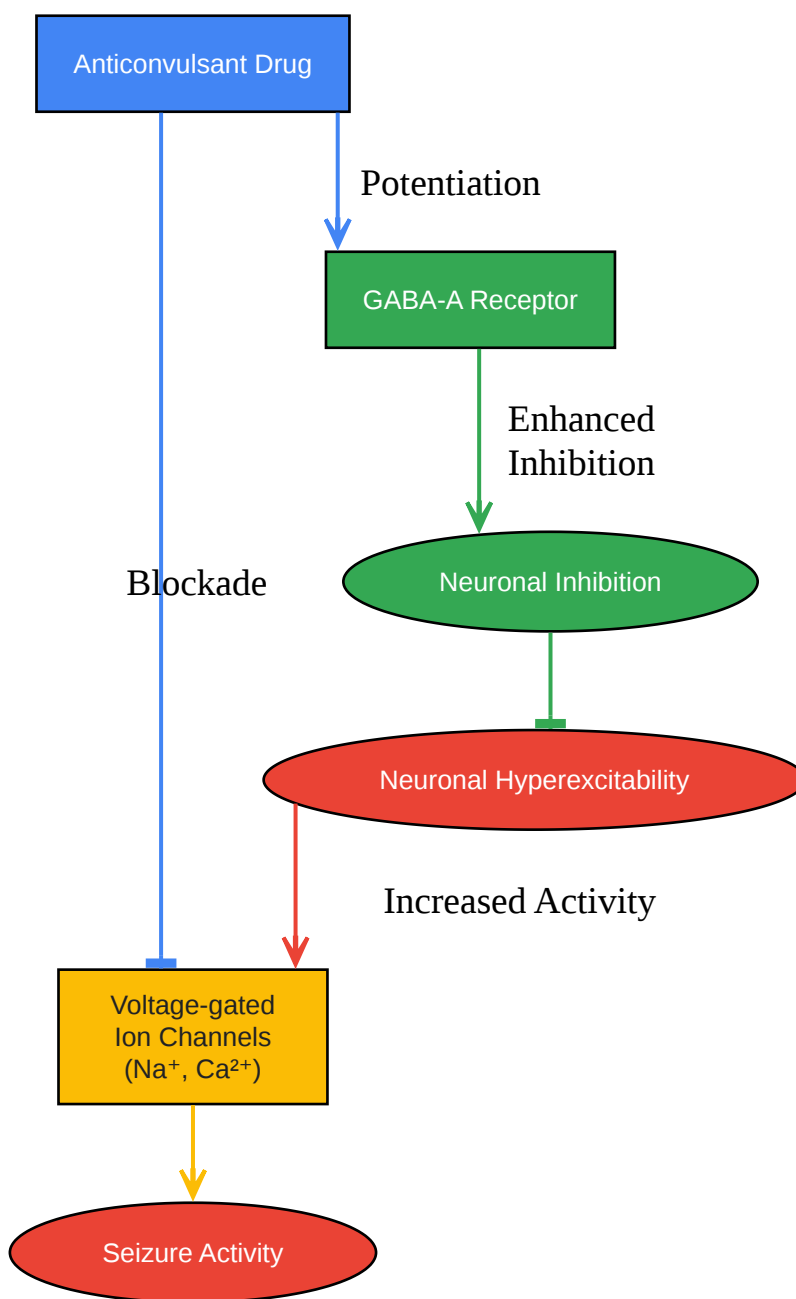 Anticonvulsant Drug
Potentiation
GABA-A Receptor
Enhanced
Inhibition
Blockade
Neuronal Inhibition
Neuronal Hyperexcitability
Increased Activity
Voltage-gated
Ion Channels
(Na⁺, Ca²⁺)
Seizure Activity